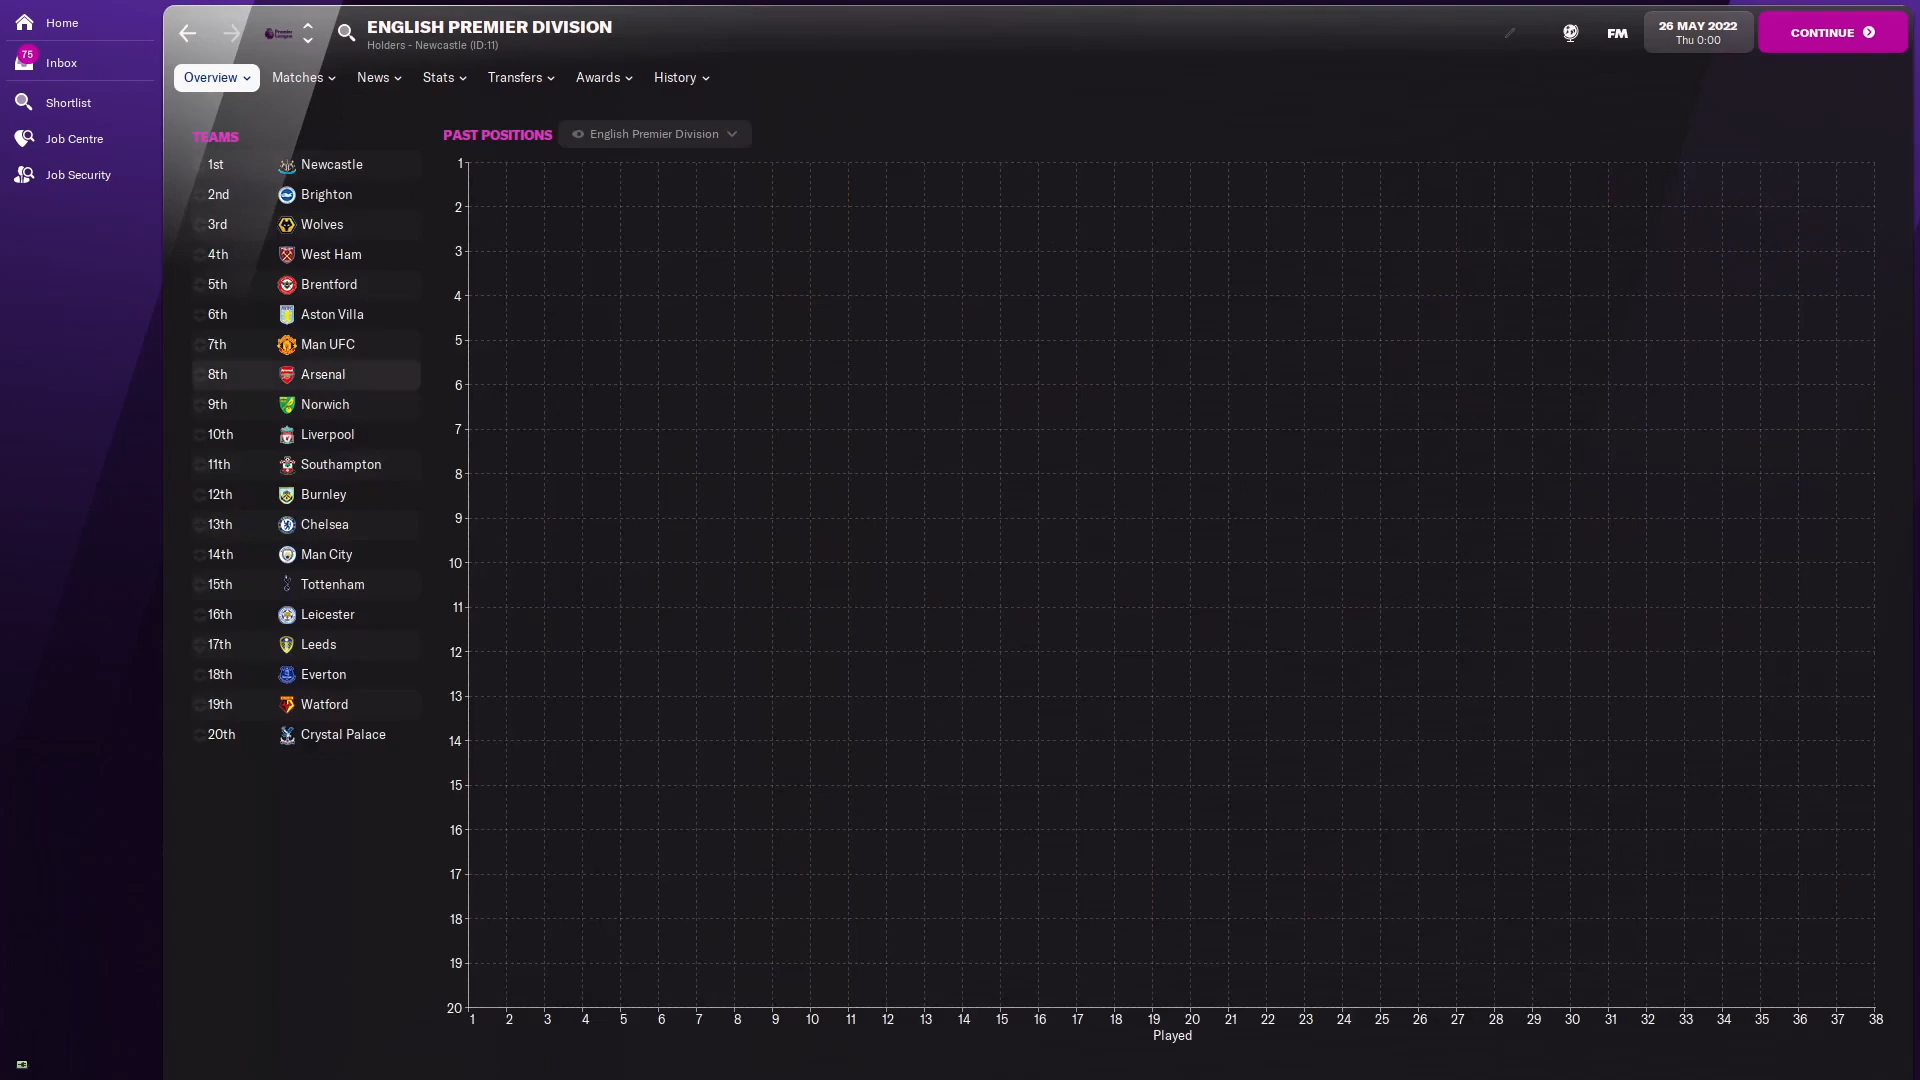 Home
75
Inbox
Shortlist
Job Centre
Job Security
ENGLISH PREMIER DIVISION
Holders - Newcastle (ID:11)
FM
26 MAY 2022
Thu 0:00
CONTINUE
Overview
Matches
News
Stats
Transfers
Awards
History
TEAMS
1st Newcastle
2nd Brighton
3rd Wolves
4th West Ham
5th Brentford
6th Aston Villa
7th Man UFC
8th Arsenal
9th Norwich
10th Liverpool
11th Southampton
12th Burnley
13th Chelsea
14th Man City
15th Tottenham
16th Leicester
17th Leeds
18th Everton
19th Watford
20th Crystal Palace
PAST POSITIONS
English Premier Division
1
2
3
4
5
6
7
8
9
10
11
12
13
14
15
16
17
18
19
20
1 2 3 4 5 6 7 8 9 10 11 12 13 14 15 16 17 18 19 20 21 22 23 24 25 26 27 28 29 30 31 32 33 34 35 36 37 38
Played